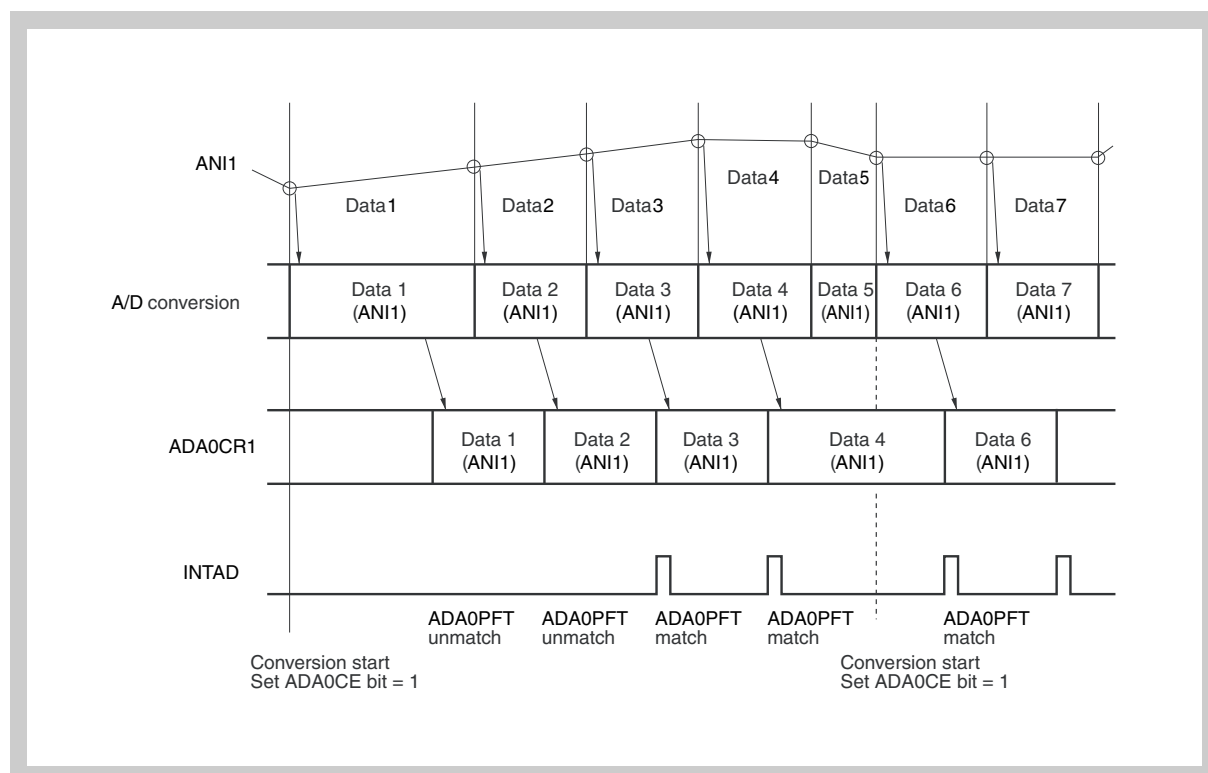 ANI1
Data1
Data2
Data3
Data4
Data5
Data6
Data7
A/D conversion
Data 1
(ANI1)
Data 2
(ANI1)
Data 3
(ANI1)
Data 4
(ANI1)
Data 5
(ANI1)
Data 6
(ANI1)
Data 7
(ANI1)
ADA0CR1
Data 1
(ANI1)
Data 2
(ANI1)
Data 3
(ANI1)
Data 4
(ANI1)
Data 6
(ANI1)
INTAD
ADA0PFT
unmatch
ADA0PFT
unmatch
ADA0PFT
match
ADA0PFT
match
ADA0PFT
match
Conversion start
Set ADA0CE bit = 1
Conversion start
Set ADA0CE bit = 1